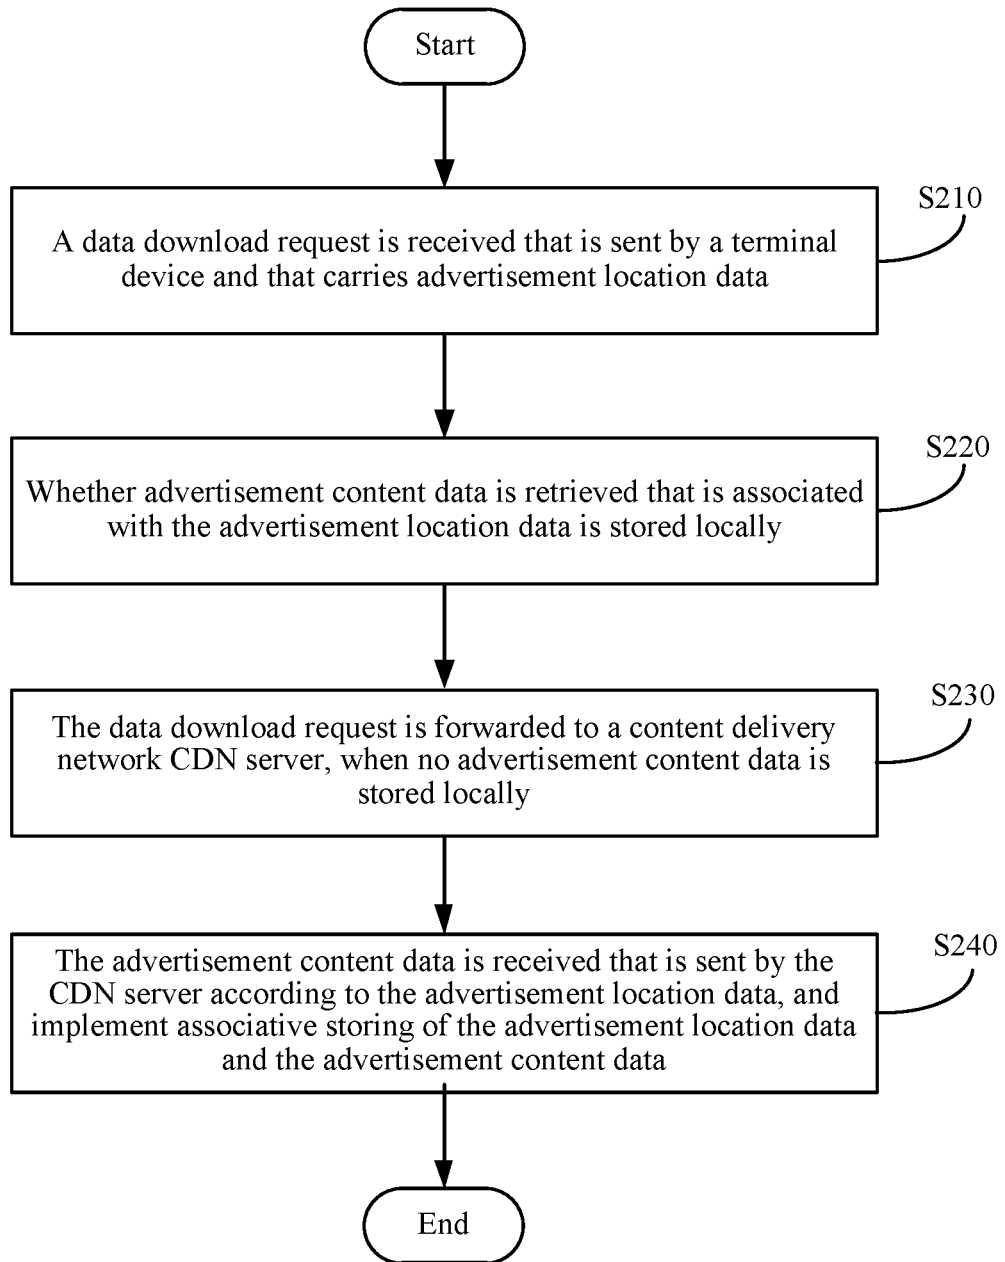 Start
S210
A data download request is received that is sent by a terminal
device and that carries advertisement location data
S220
Whether advertisement content data is retrieved that is associated
with the advertisement location data is stored locally
S230
The data download request is forwarded to a content delivery
network CDN server, when no advertisement content data is
stored locally
S240
The advertisement content data is received that is sent by the
CDN server according to the advertisement location data, and
implement associative storing of the advertisement location data
and the advertisement content data
End